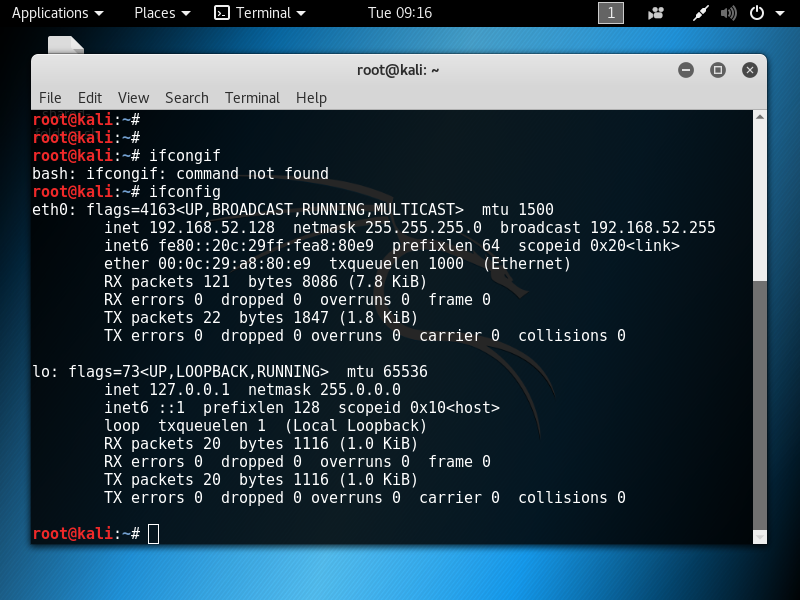 Applications Places Terminal Tue 09:16 1
root@kali: ~
File Edit View Search Terminal Help
root@kali:~#
root@kali:~#
root@kali:~# ifcongif
bash: ifcongif: command not found
root@kali:~# ifconfig
eth0: flags=4163<UP,BROADCAST,RUNNING,MULTICAST>  mtu 1500
        inet 192.168.52.128  netmask 255.255.255.0  broadcast 192.168.52.255
        inet6 fe80::20c:29ff:fea8:80e9  prefixlen 64  scopeid 0x20<link>
        ether 00:0c:29:a8:80:e9  txqueuelen 1000  (Ethernet)
        RX packets 121  bytes 8086 (7.8 KiB)
        RX errors 0  dropped 0  overruns 0  frame 0
        TX packets 22  bytes 1847 (1.8 KiB)
        TX errors 0  dropped 0 overruns 0  carrier 0  collisions 0
lo: flags=73<UP,LOOPBACK,RUNNING>  mtu 65536
        inet 127.0.0.1  netmask 255.0.0.0
        inet6 ::1  prefixlen 128  scopeid 0x10<host>
        loop  txqueuelen 1  (Local Loopback)
        RX packets 20  bytes 1116 (1.0 KiB)
        RX errors 0  dropped 0  overruns 0  frame 0
        TX packets 20  bytes 1116 (1.0 KiB)
        TX errors 0  dropped 0 overruns 0  carrier 0  collisions 0
root@kali:~#